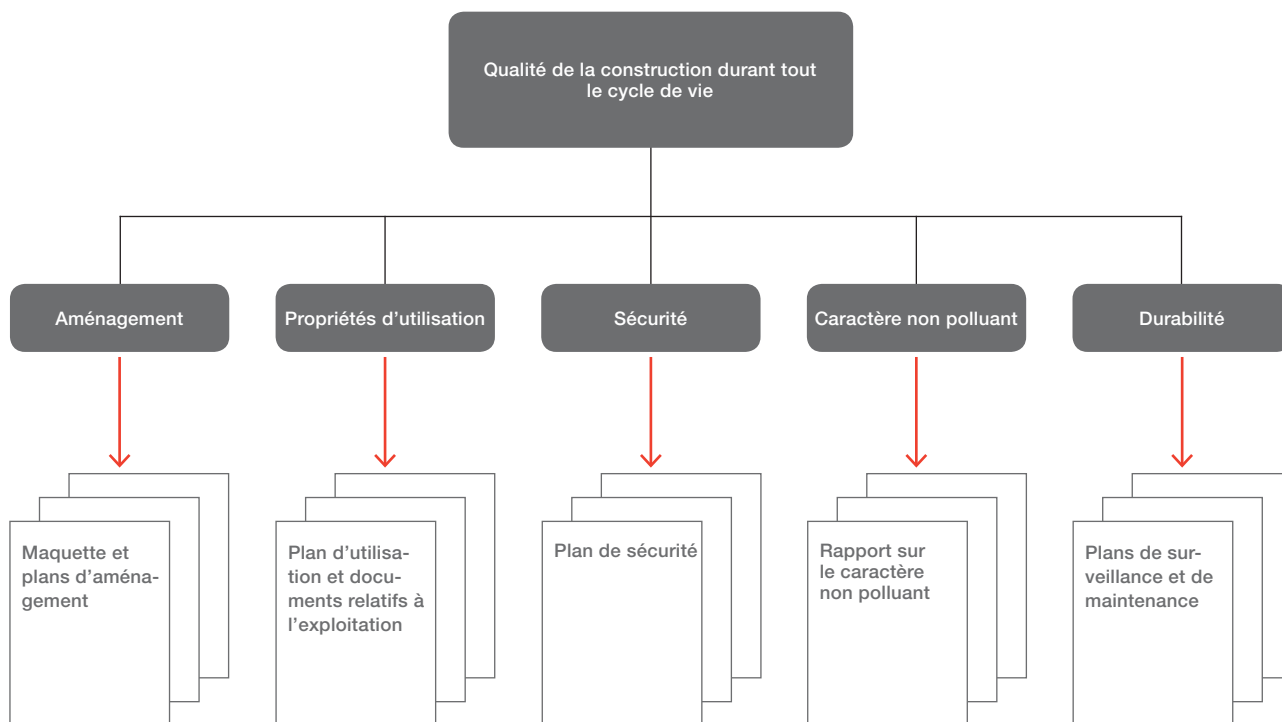 Qualité de la construction durant tout
le cycle de vie
Aménagement
Propriétés d'utilisation
Sécurité
Caractère non polluant
Durabilité
Maquette et
plans d'aména-
gement
Plan d'utilisa-
tion et docu-
ments relatifs à
l'exploitation
Plan de sécurité
Rapport sur
le caractère
non polluant
Plans de sur-
veillance et de
maintenance